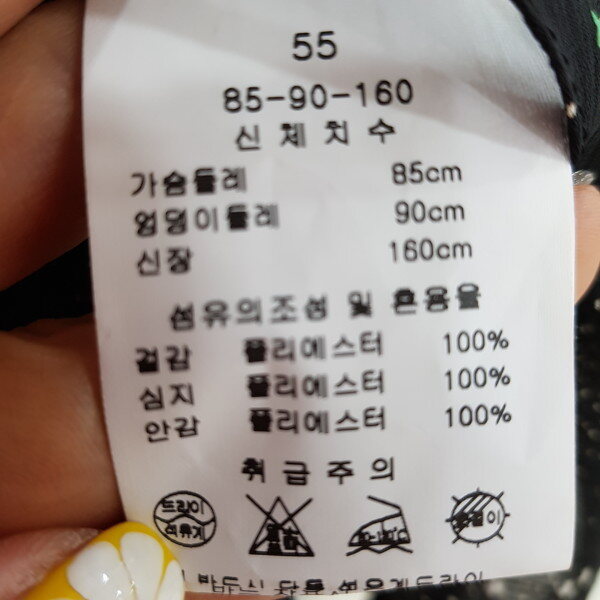 55
85-90-160
신체치수
가슴둘레 85cm
엉덩이둘레 90cm
신장 160cm
섬유의조성 및 혼용율
겉감 폴리에스터 100%
심지 폴리에스터 100%
안감 폴리에스터 100%
취급주의
드라이
석유계